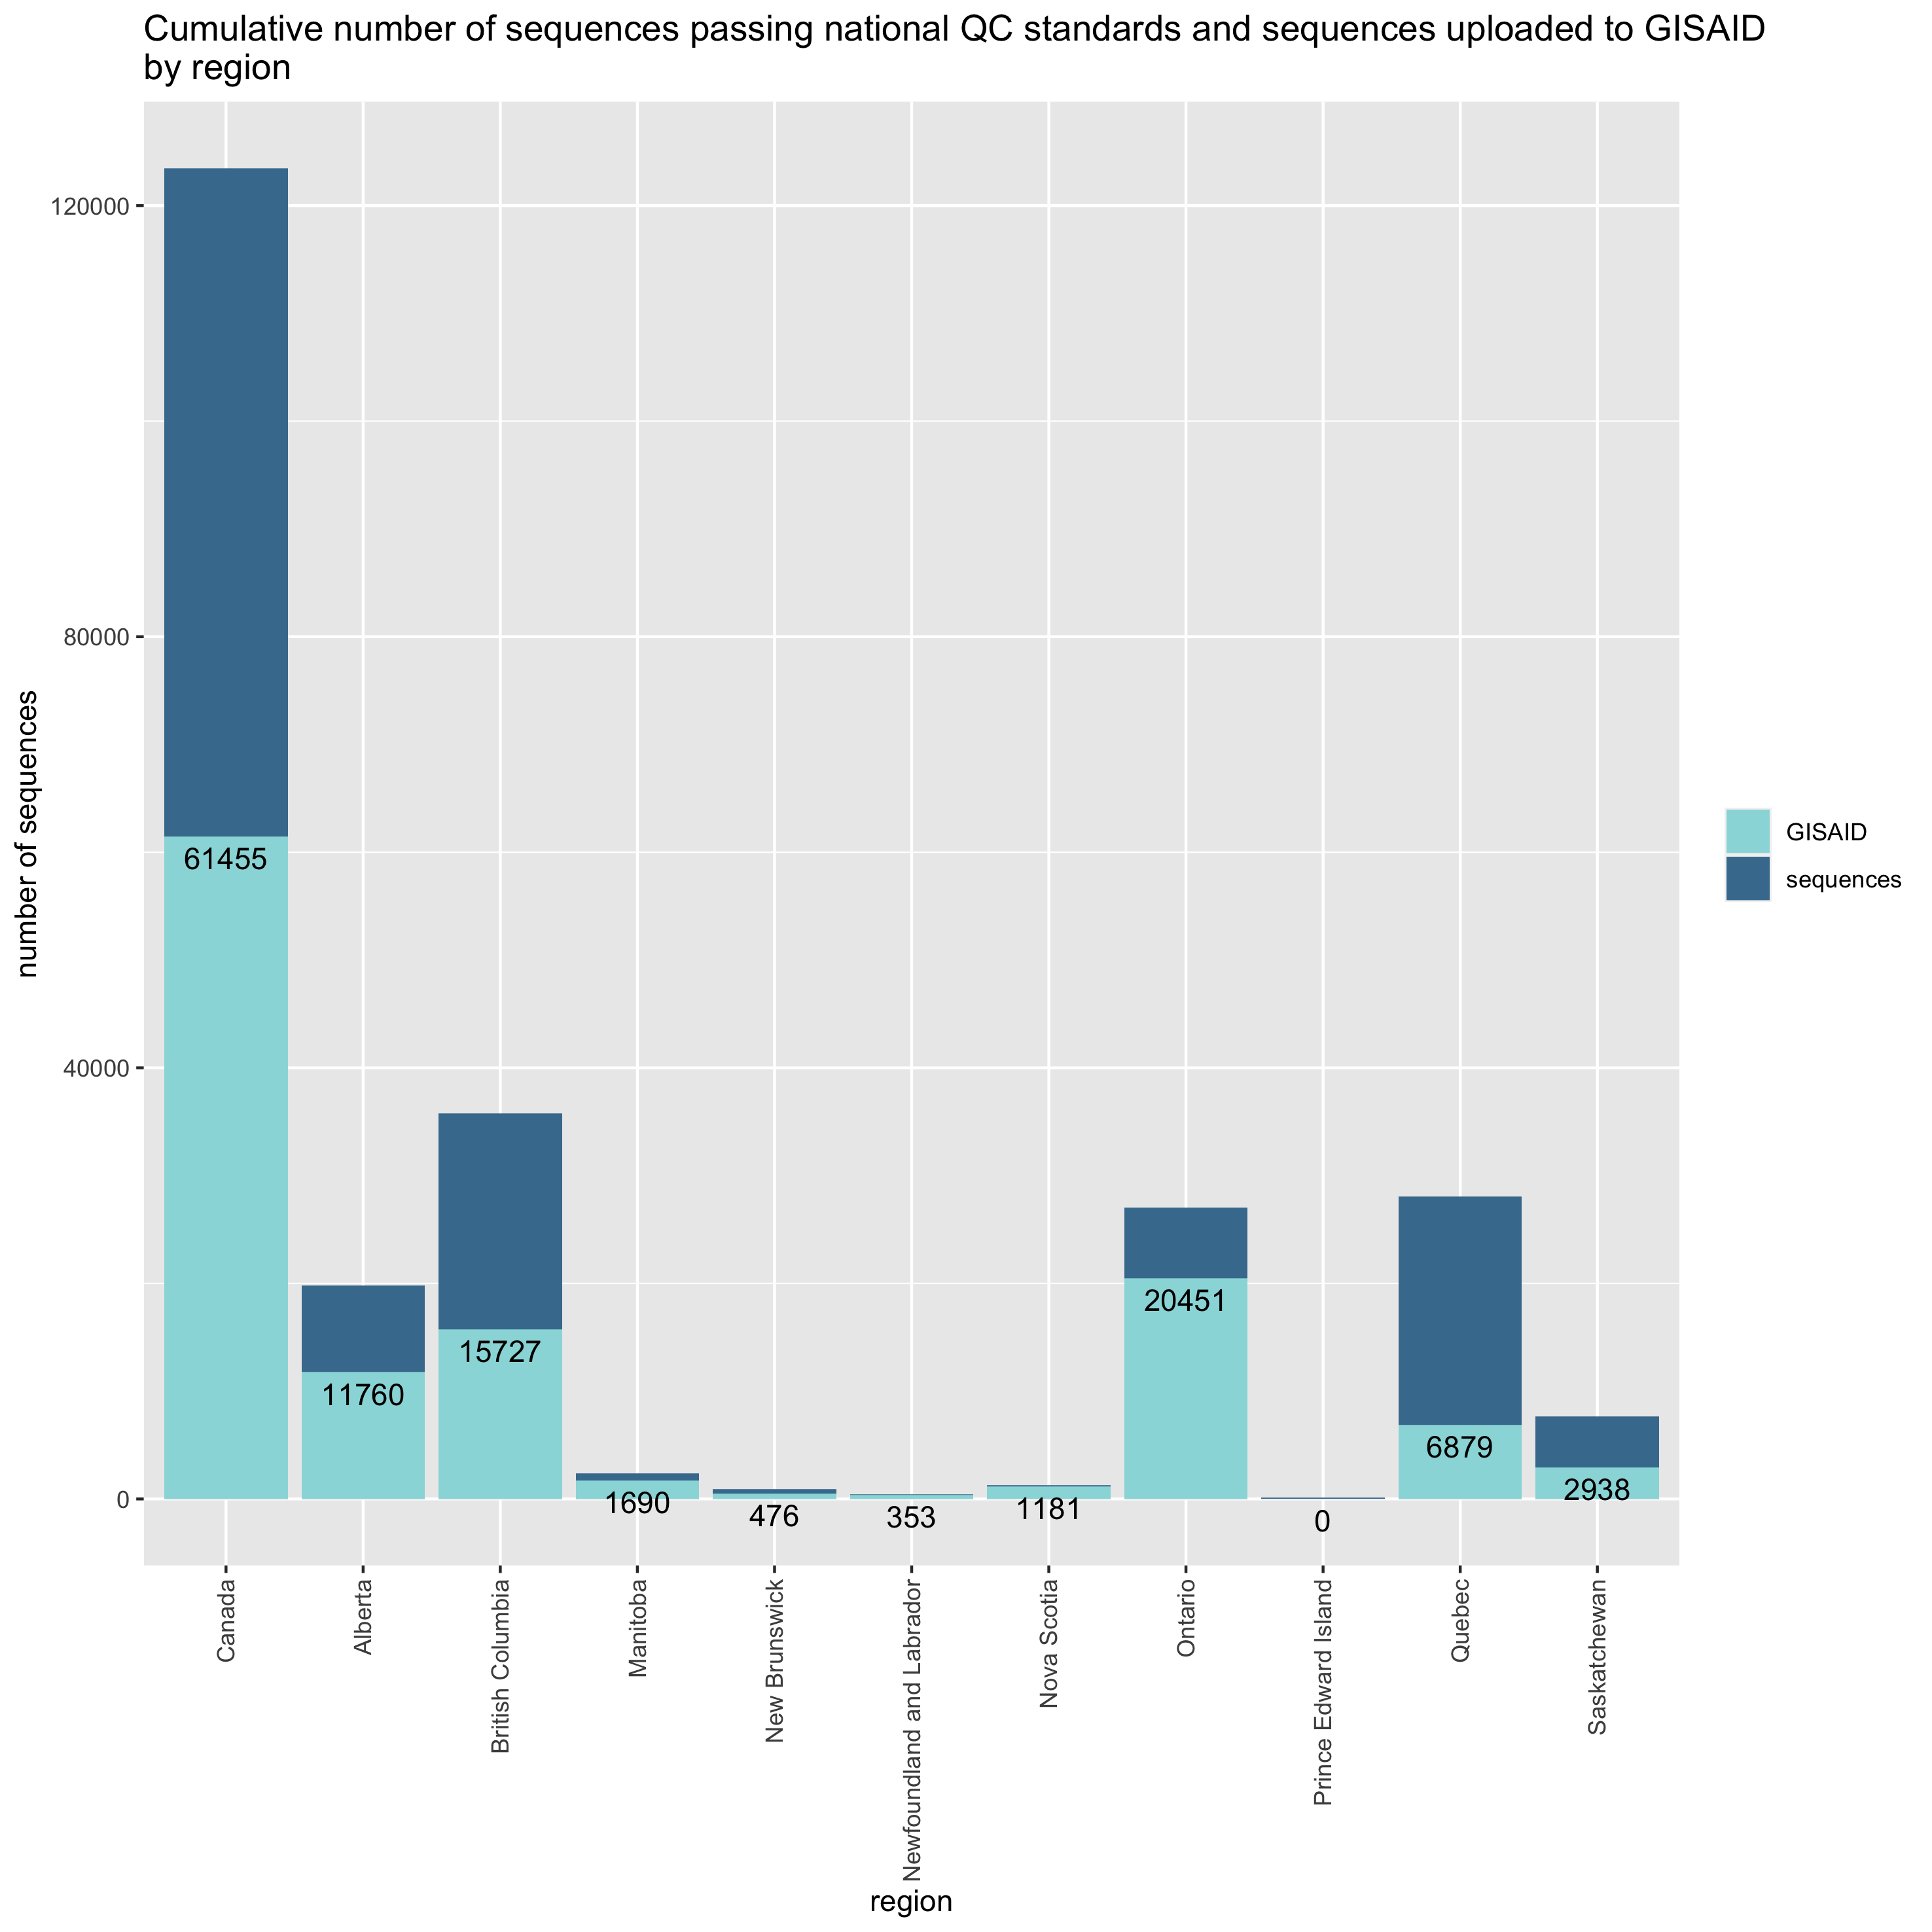 Cumulative number of sequences passing national QC standards and sequences uploaded to GISAID
by region
number of sequences
120000
80000
40000
0
61455
11760
15727
1690
476
353
1181
20451
0
6879
2938
GISAID
sequences
Canada
Alberta
British Columbia
Manitoba
New Brunswick
Newfoundland and Labrador
Nova Scotia
Ontario
Prince Edward Island
Quebec
Saskatchewan
region